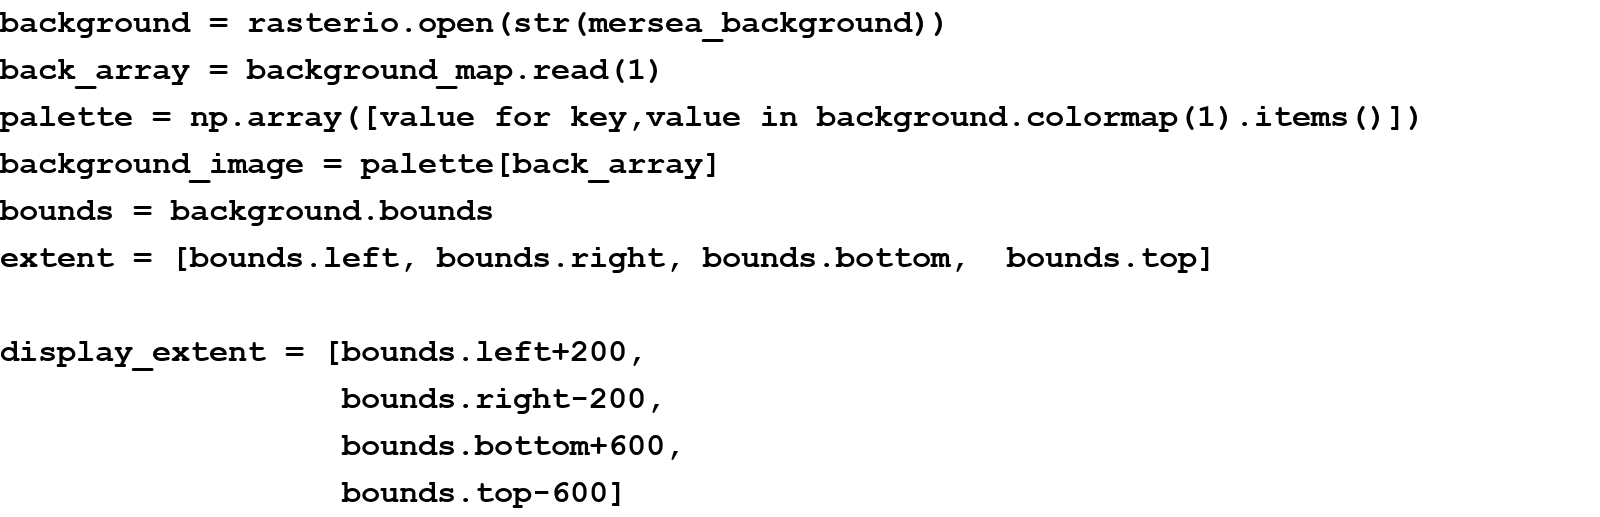 background = rasterio.open(str(mersea_background))
back_array = background_map.read(1)
palette = np.array([value for key,value in background.colormap(1).items()])
background_image = palette[back_array]
bounds = background.bounds
extent = [bounds.left, bounds.right, bounds.bottom,  bounds.top]

display_extent = [bounds.left+200,
                  bounds.right-200,
                  bounds.bottom+600,
                  bounds.top-600]